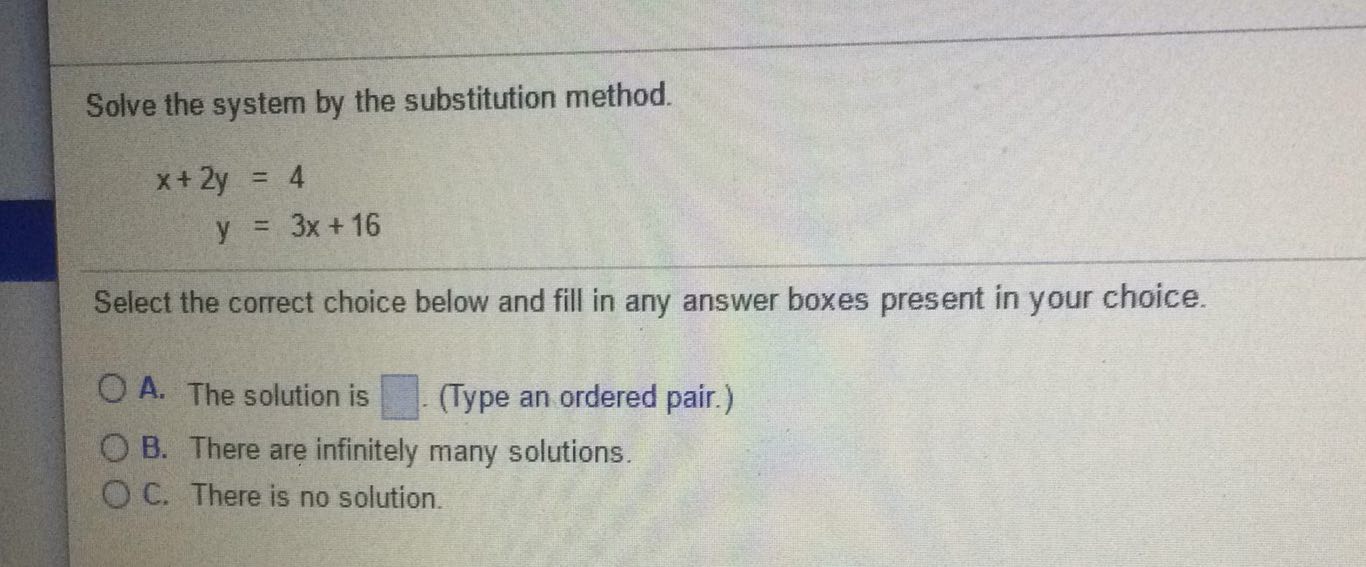 Solve the system by the substitution method.
x + 2y = 4
y = 3x + 16
Select the correct choice below and fill in any answer boxes present in your choice.
A. The solution is . (Type an ordered pair.)
B. There are infinitely many solutions.
C. There is no solution.